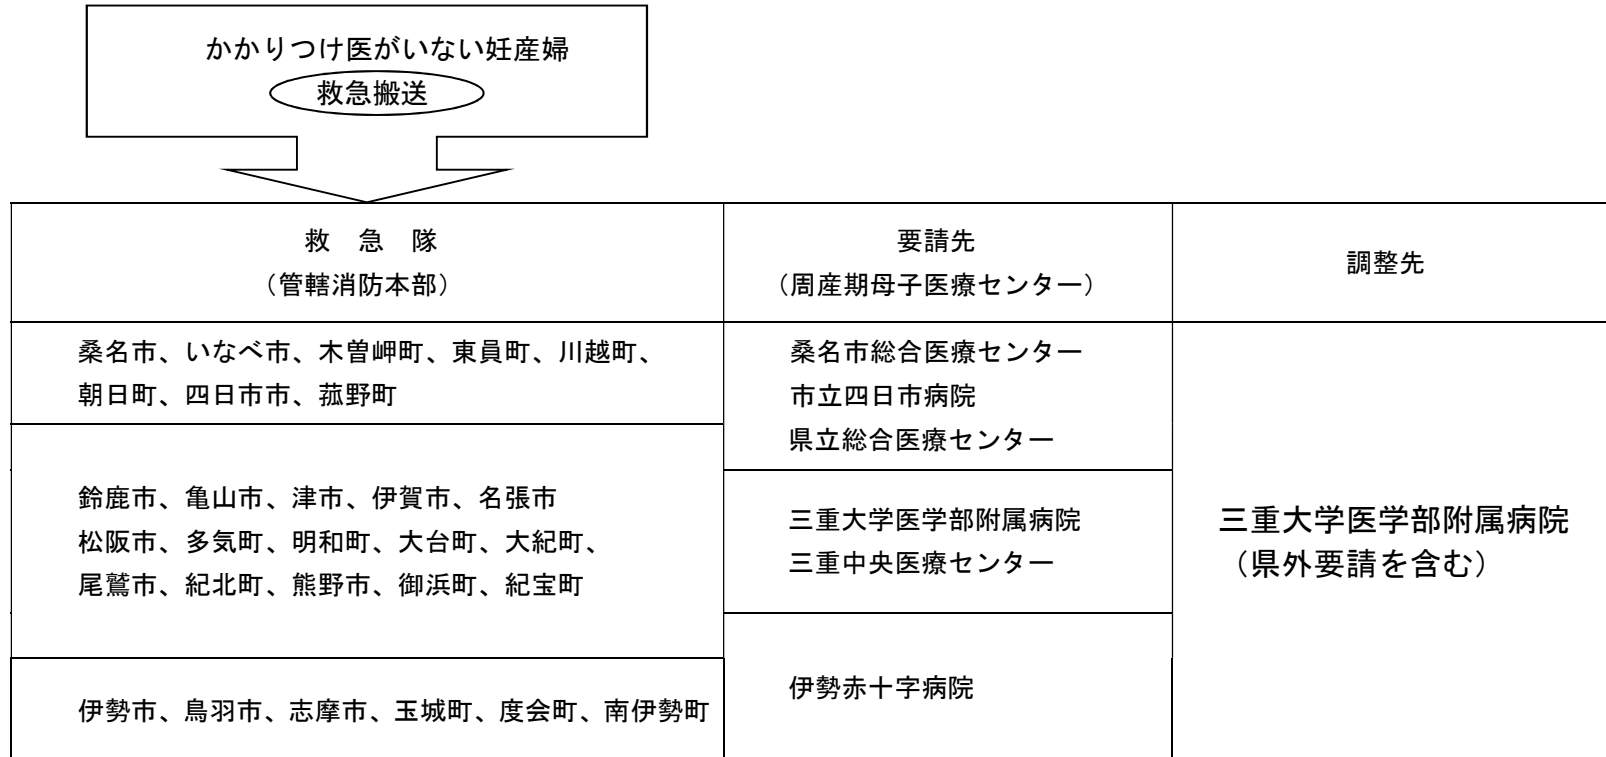 かかりつけ医がいない妊産婦
救急搬送
救　急　隊
（管轄消防本部）
要請先
（周産期母子医療センター）
調整先
桑名市、いなべ市、木曽岬町、東員町、川越町、
朝日町、四日市市、菰野町
桑名市総合医療センター
市立四日市病院
県立総合医療センター
鈴鹿市、亀山市、津市、伊賀市、名張市
松阪市、多気町、明和町、大台町、大紀町、
尾鷲市、紀北町、熊野市、御浜町、紀宝町
三重大学医学部附属病院
三重中央医療センター
三重大学医学部附属病院
（県外要請を含む）
伊勢市、鳥羽市、志摩市、玉城町、度会町、南伊勢町
伊勢赤十字病院